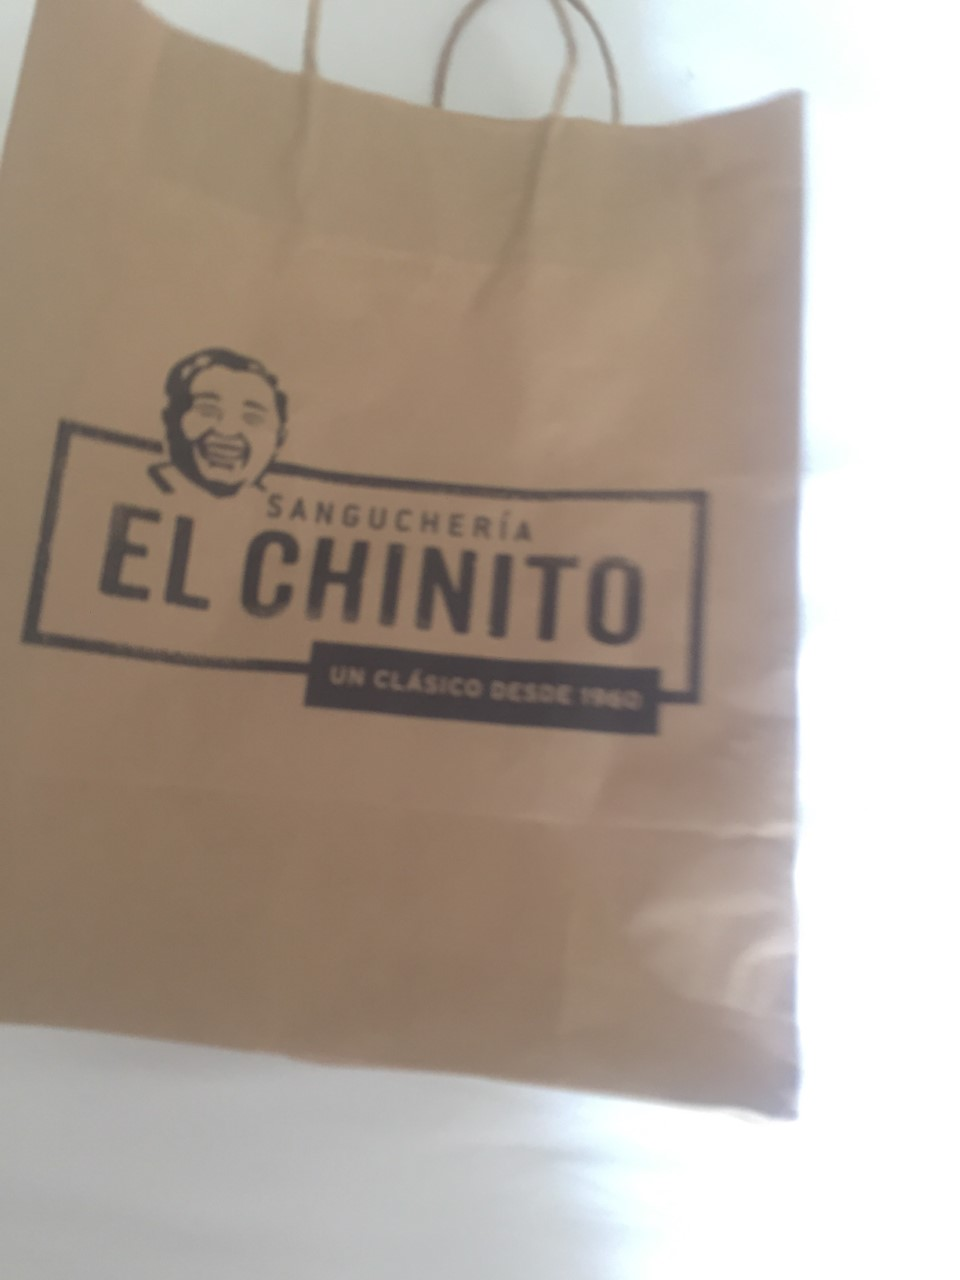 SANGUCHERÍA
EL CHINITO
UN CLÁSICO DESDE 1960